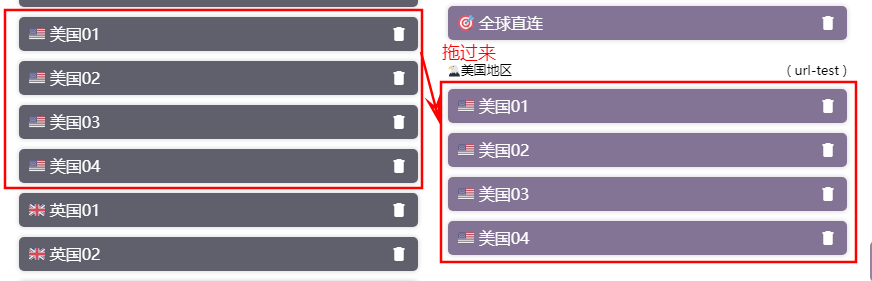 美国01
美国02
美国03
美国04
英国01
英国02
全球直连
拖过来
美国地区 ( url-test )
美国01
美国02
美国03
美国04